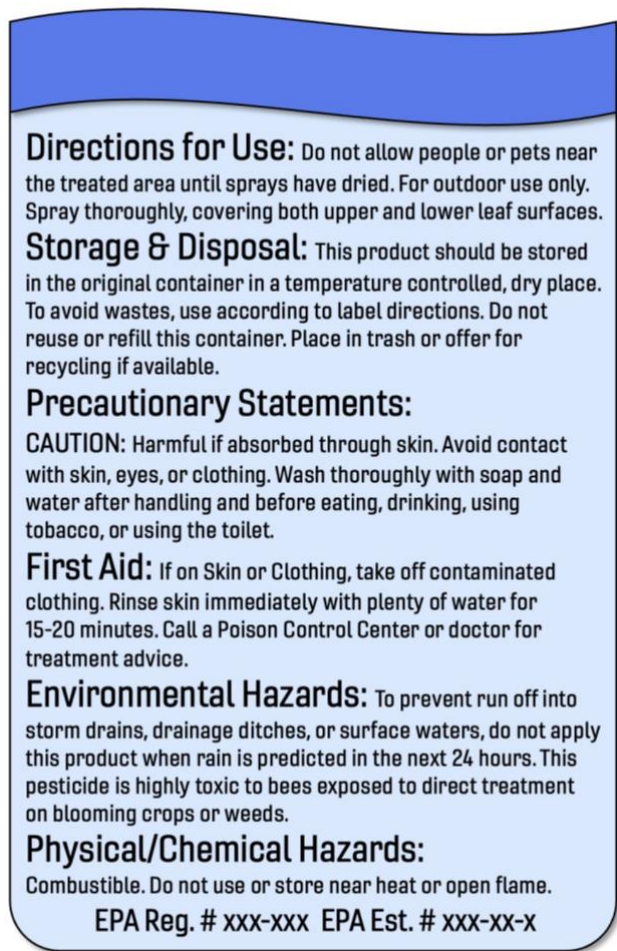 Directions for Use: Do not allow people or pets near
the treated area until sprays have dried. For outdoor use only.
Spray thoroughly, covering both upper and lower leaf surfaces.
Storage & Disposal: This product should be stored
in the original container in a temperature controlled, dry place.
To avoid wastes, use according to label directions. Do not
reuse or refill this container. Place in trash or offer for
recycling if available.
Precautionary Statements:
CAUTION: Harmful if absorbed through skin. Avoid contact
with skin, eyes, or clothing. Wash thoroughly with soap and
water after handling and before eating, drinking, using
tobacco, or using the toilet.
First Aid: If on Skin or Clothing, take off contaminated
clothing. Rinse skin immediately with plenty of water for
15-20 minutes. Call a Poison Control Center or doctor for
treatment advice.
Environmental Hazards: To prevent run off into
storm drains, drainage ditches, or surface waters, do not apply
this product when rain is predicted in the next 24 hours. This
pesticide is highly toxic to bees exposed to direct treatment
on blooming crops or weeds.
Physical/Chemical Hazards:
Combustible. Do not use or store near heat or open flame.
EPA Reg. # xxx-xxx EPA Est. # xxx-xx-x